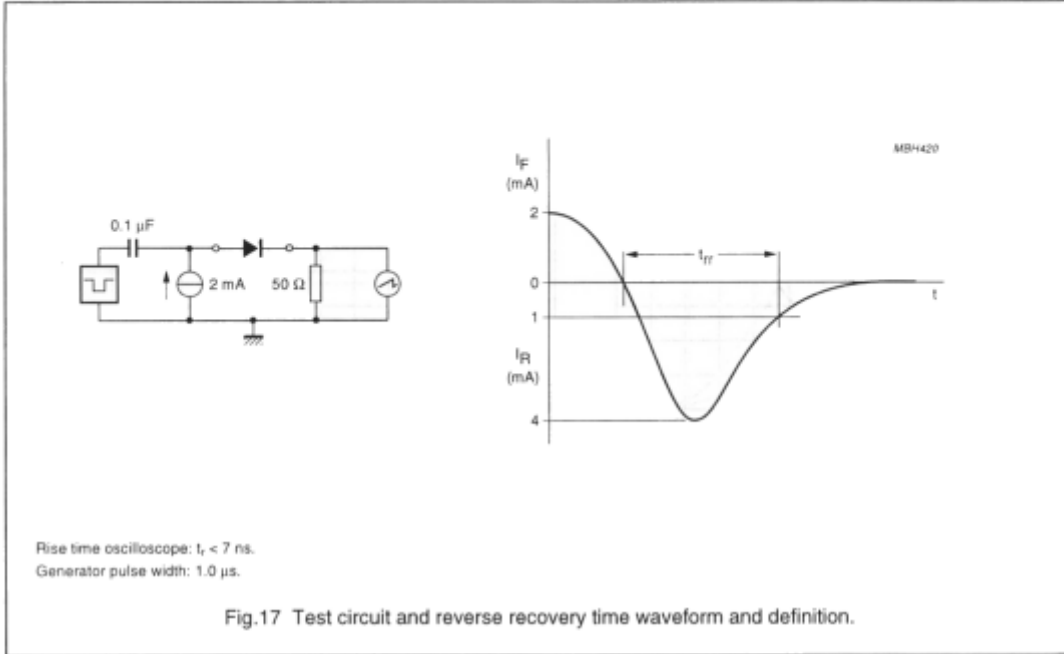 MBH420
0.1 µF
2 mA
50 Ω
I_F
(mA)
2
t_rr
0
t
1
I_R
(mA)
4
Rise time oscilloscope: t_r < 7 ns.
Generator pulse width: 1.0 µs.
Fig.17 Test circuit and reverse recovery time waveform and definition.